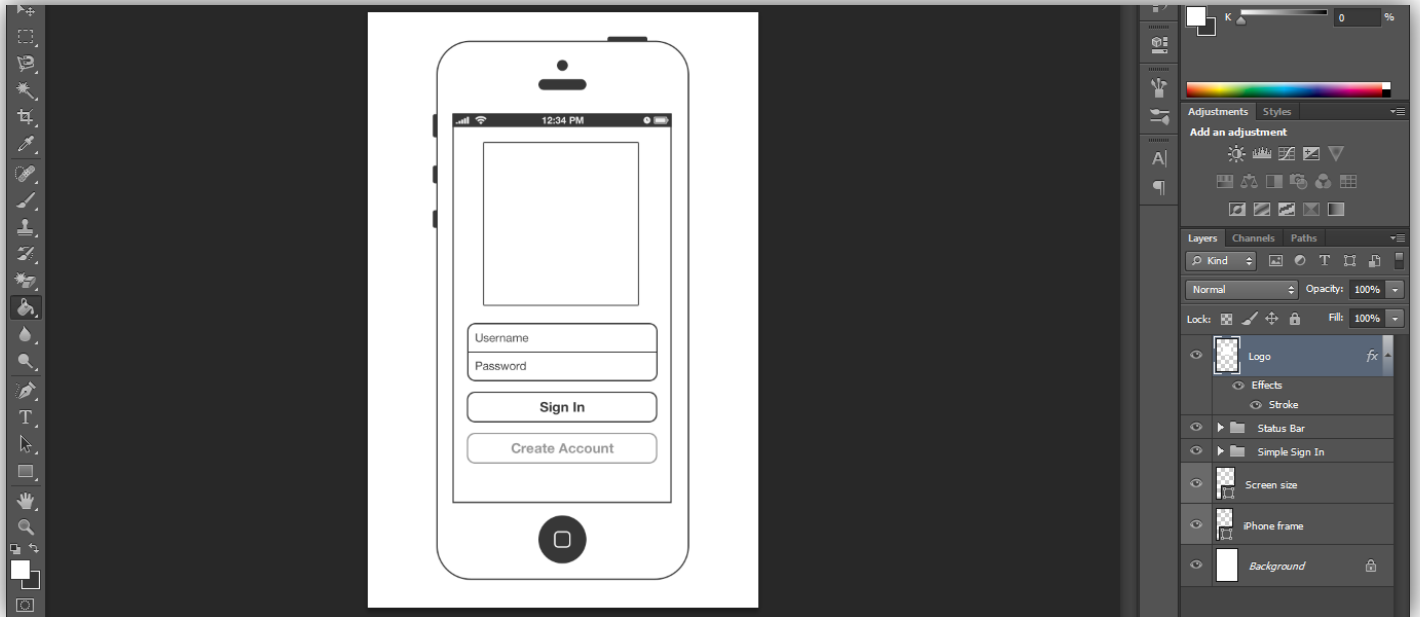 12:34 PM
Username
Password
Sign In
Create Account
K 0 %
Adjustments Styles
Add an adjustment
Layers Channels Paths
Kind
Normal Opacity: 100%
Lock: Fill: 100%
Logo fx
Effects
Stroke
Status Bar
Simple Sign In
Screen size
iPhone frame
Background